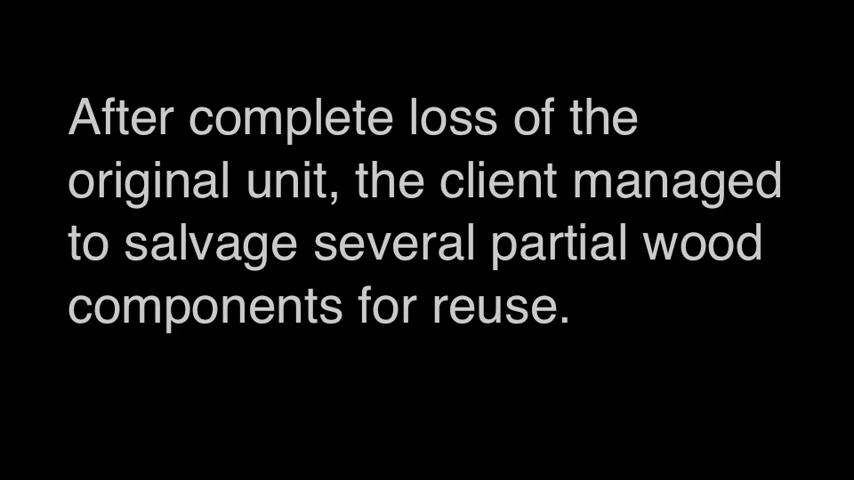 After complete loss of the
original unit, the client managed
to salvage several partial wood
components for reuse.